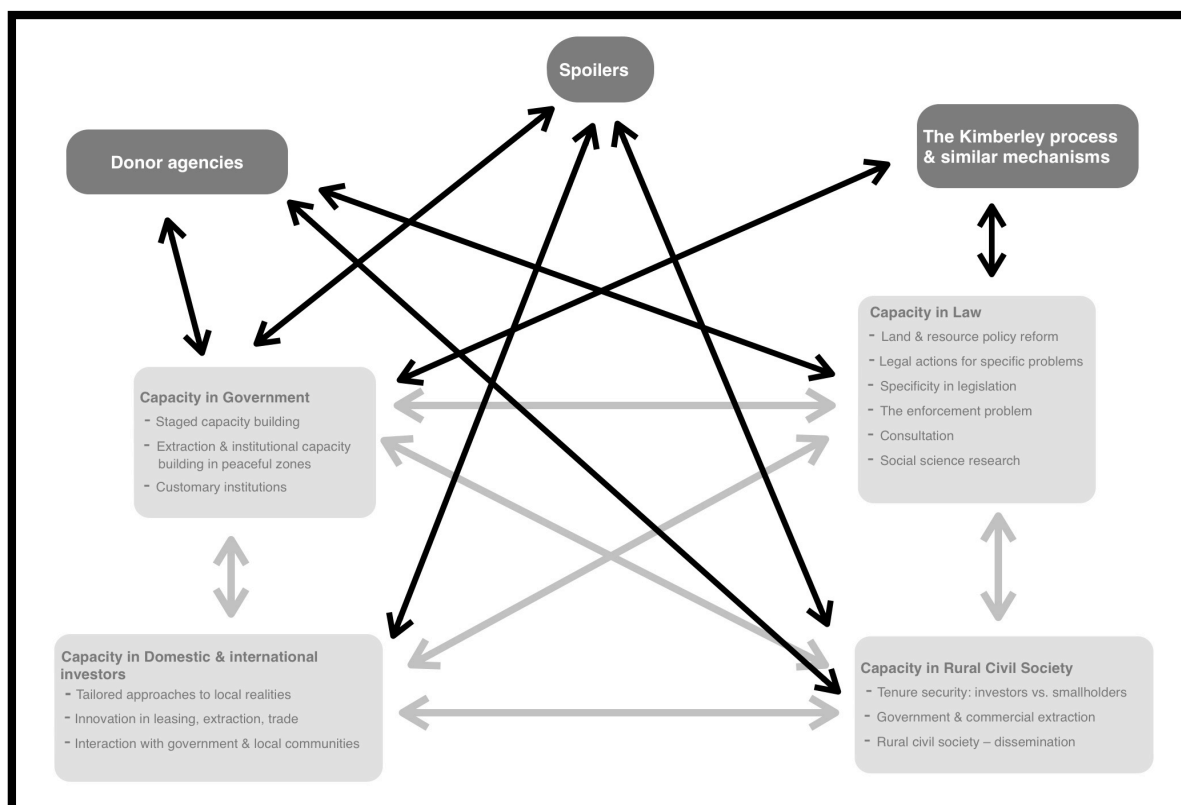 Spoilers
Donor agencies
The Kimberley process
& similar mechanisms
Capacity in Law
- Land & resource policy reform
- Legal actions for specific problems
- Specificity in legislation
- The enforcement problem
- Consultation
- Social science research
Capacity in Government
- Staged capacity building
- Extraction & institutional capacity
building in peaceful zones
- Customary institutions
Capacity in Domestic & international
investors
- Tailored approaches to local realities
- Innovation in leasing, extraction, trade
- Interaction with government & local communities
Capacity in Rural Civil Society
- Tenure security: investors vs. smallholders
- Government & commercial extraction
- Rural civil society – dissemination